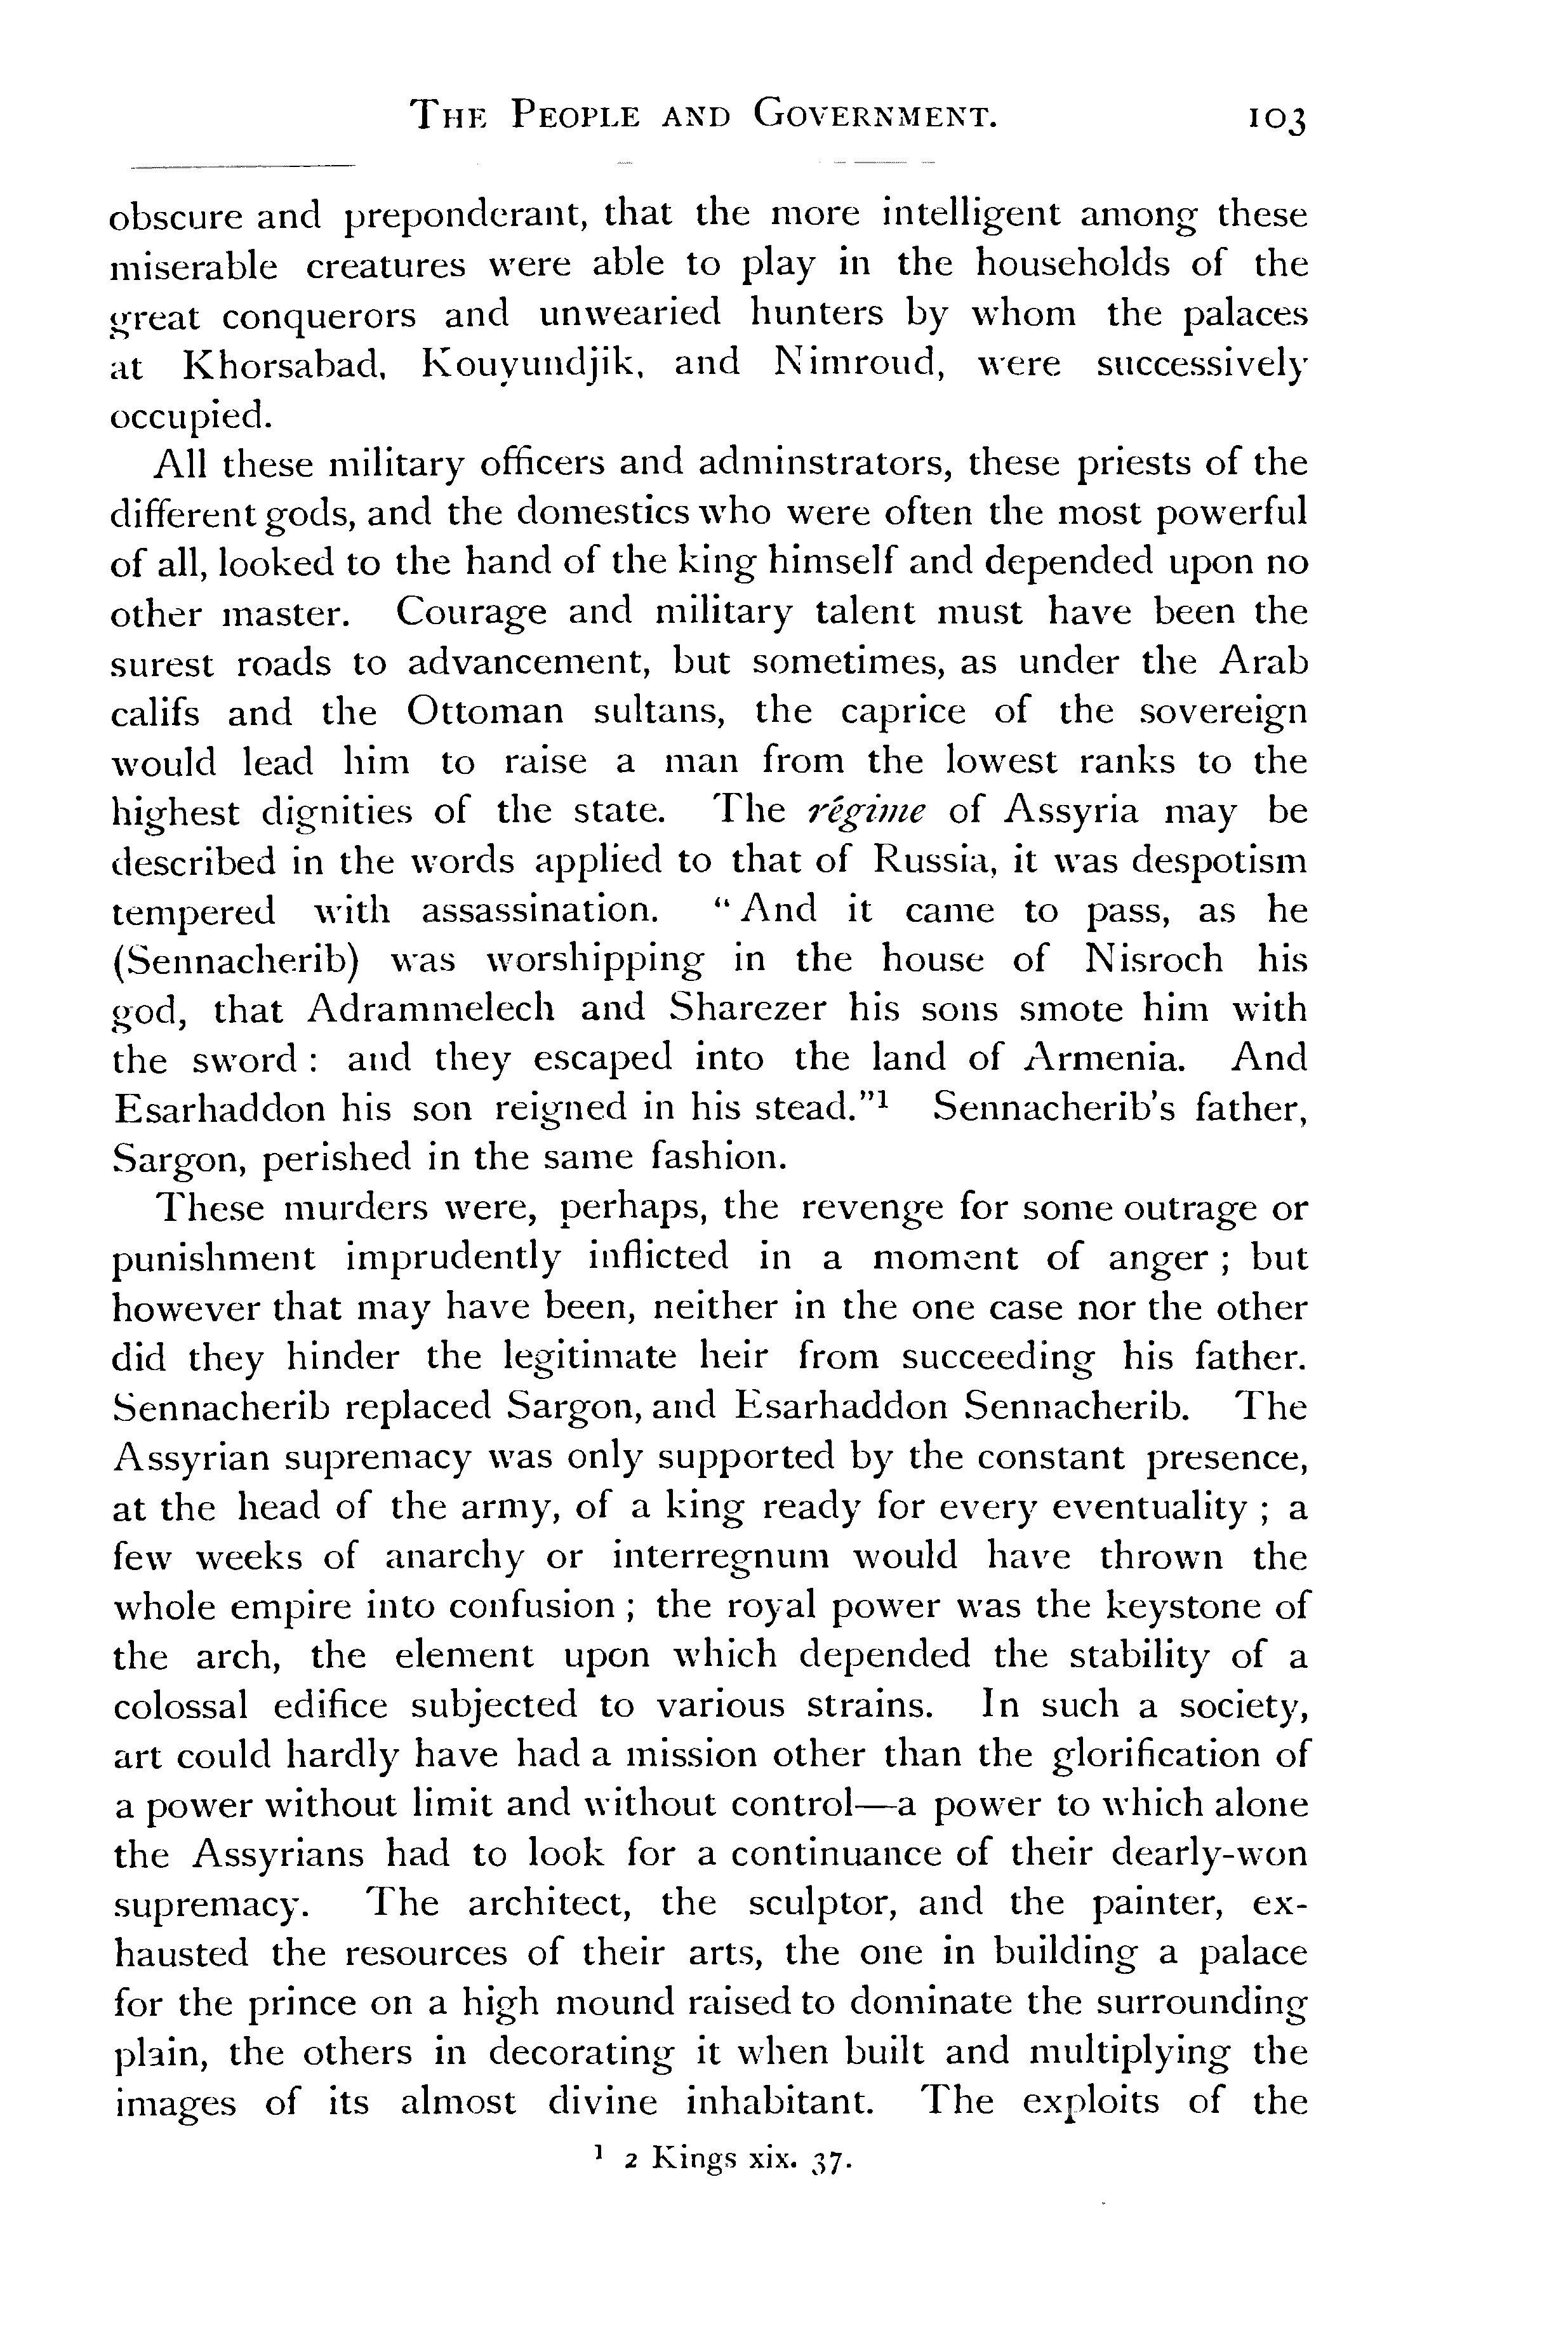 THE PEOPLE AND GOVERNMENT. 103
obscure and preponderant, that the more intelligent among these
miserable creatures were able to play in the households of the
great conquerors and unwearied hunters by whom the palaces
at Khorsabad, Kouyundjik, and Nimroud, were successively
occupied.
All these military officers and adminstrators, these priests of the
different gods, and the domestics who were often the most powerful
of all, looked to the hand of the king himself and depended upon no
other master. Courage and military talent must have been the
surest roads to advancement, but sometimes, as under the Arab
califs and the Ottoman sultans, the caprice of the sovereign
would lead him to raise a man from the lowest ranks to the
highest dignities of the state. The régime of Assyria may be
described in the words applied to that of Russia, it was despotism
tempered with assassination. “And it came to pass, as he
(Sennacherib) was worshipping in the house of Nisroch his
god, that Adrammelech and Sharezer his sons smote him with
the sword : and they escaped into the land of Armenia. And
Esarhaddon his son reigned in his stead.”¹ Sennacherib’s father,
Sargon, perished in the same fashion.
These murders were, perhaps, the revenge for some outrage or
punishment imprudently inflicted in a moment of anger ; but
however that may have been, neither in the one case nor the other
did they hinder the legitimate heir from succeeding his father.
Sennacherib replaced Sargon, and Esarhaddon Sennacherib. The
Assyrian supremacy was only supported by the constant presence,
at the head of the army, of a king ready for every eventuality ; a
few weeks of anarchy or interregnum would have thrown the
whole empire into confusion ; the royal power was the keystone of
the arch, the element upon which depended the stability of a
colossal edifice subjected to various strains. In such a society,
art could hardly have had a mission other than the glorification of
a power without limit and without control—a power to which alone
the Assyrians had to look for a continuance of their dearly-won
supremacy. The architect, the sculptor, and the painter, ex-
hausted the resources of their arts, the one in building a palace
for the prince on a high mound raised to dominate the surrounding
plain, the others in decorating it when built and multiplying the
images of its almost divine inhabitant. The exploits of the
¹ 2 Kings xix. 37.